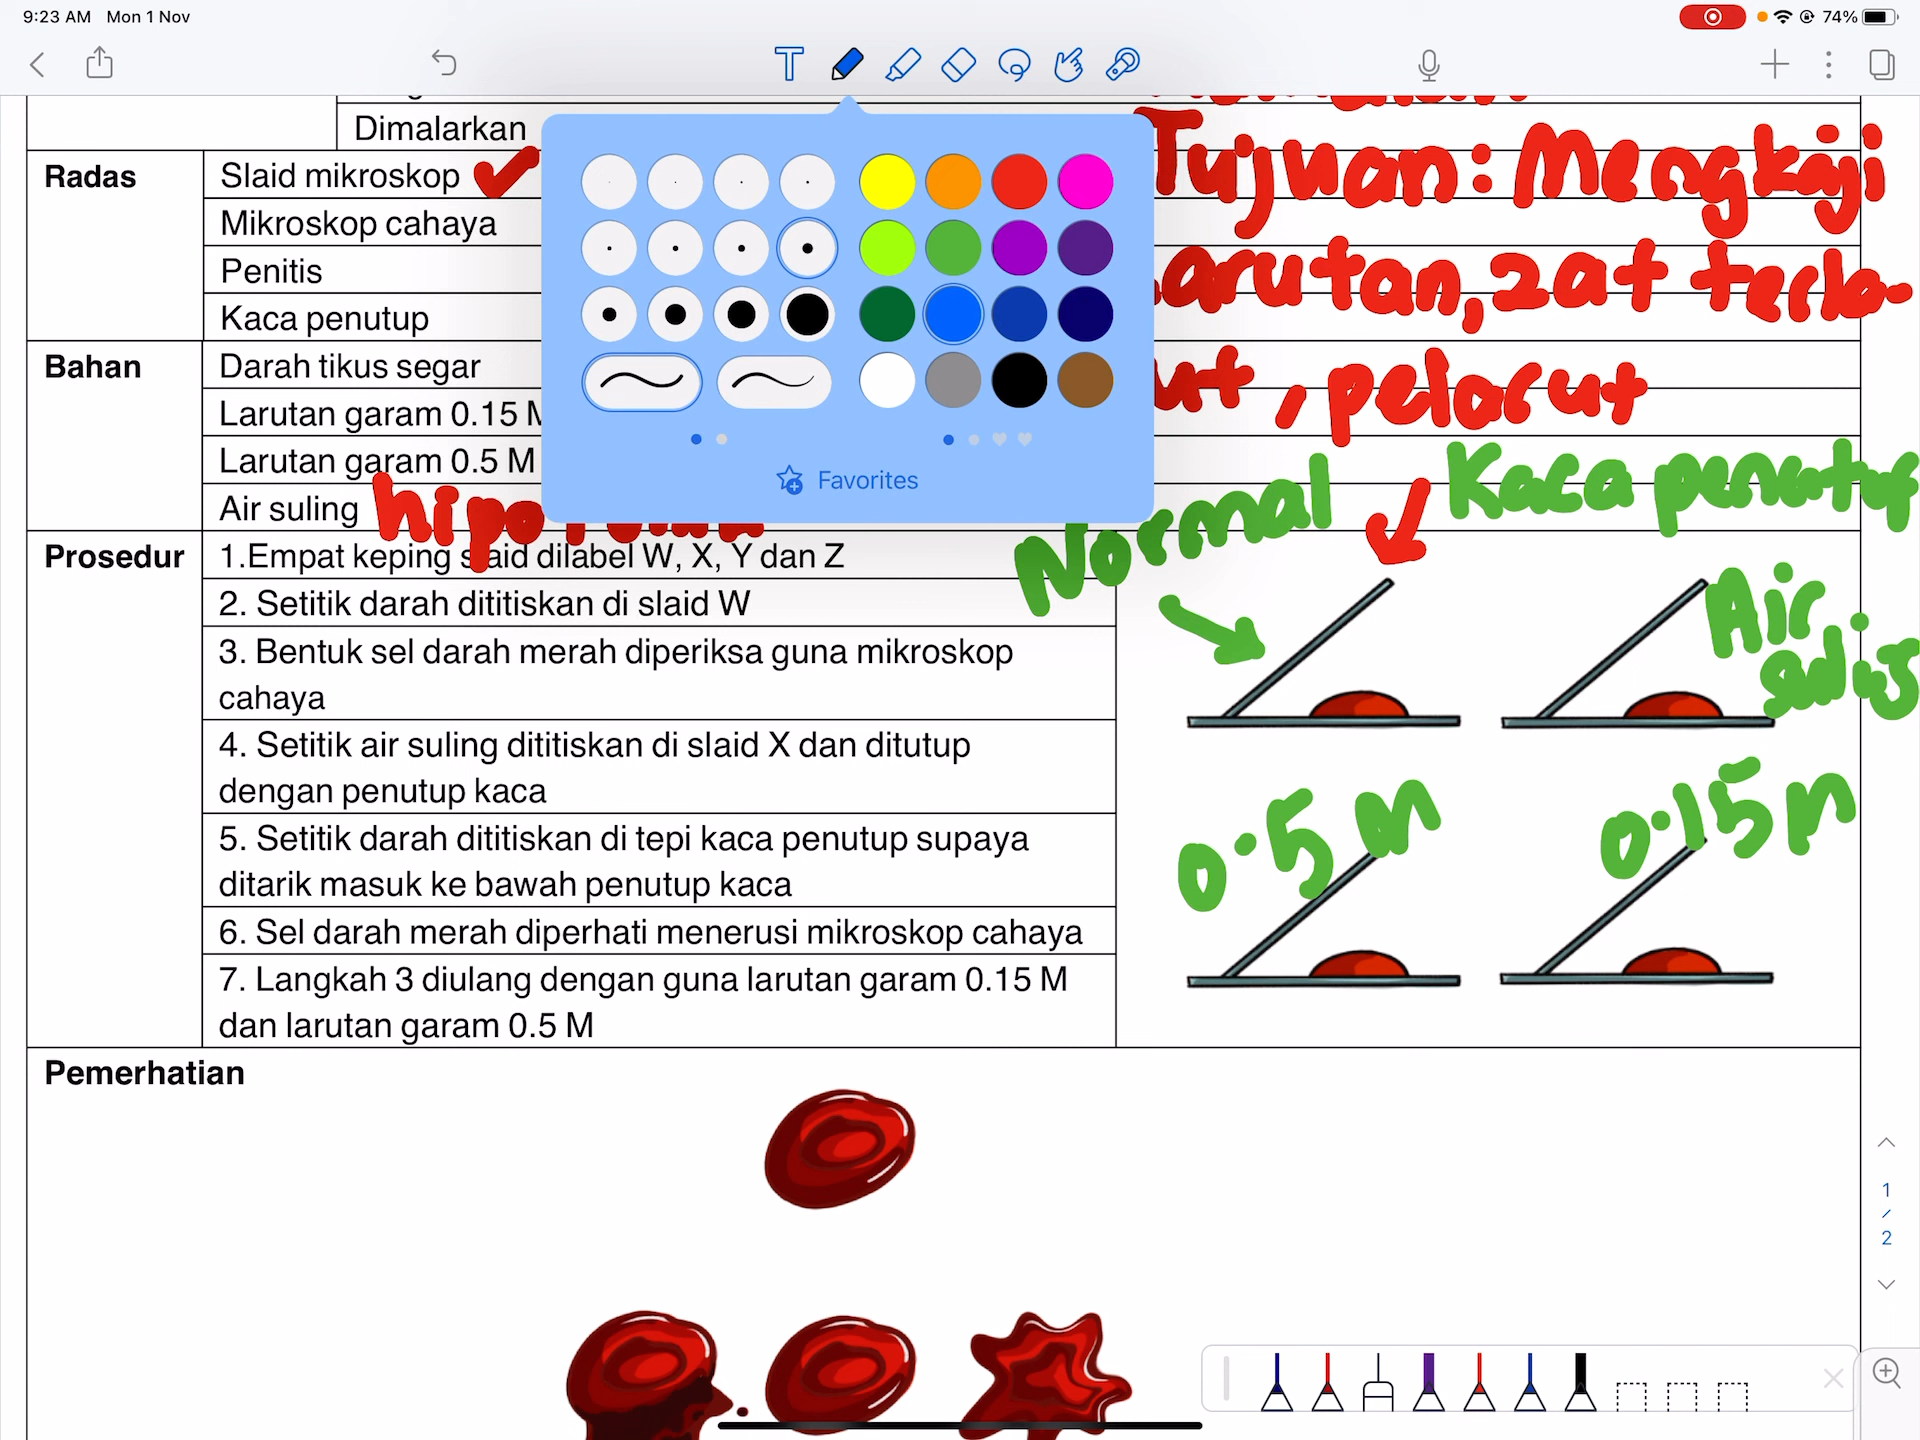 9:23 AM Mon 1 Nov
74%
Dimalarkan
Tujuan: Mengkaji
Radas
Slaid mikroskop
Mikroskop cahaya
Penitis
Kaca penutup
Favorites
Bahan
Darah tikus segar
Larutan garam 0.15 M
Larutan garam 0.5 M
Air suling
, pelarut
Normal
Kaca penutup
Prosedur
1.Empat keping slaid dilabel W, X, Y dan Z
2. Setitik darah dititiskan di slaid W
3. Bentuk sel darah merah diperiksa guna mikroskop
cahaya
4. Setitik air suling dititiskan di slaid X dan ditutup
dengan penutup kaca
5. Setitik darah dititiskan di tepi kaca penutup supaya
ditarik masuk ke bawah penutup kaca
6. Sel darah merah diperhati menerusi mikroskop cahaya
7. Langkah 3 diulang dengan guna larutan garam 0.15 M
dan larutan garam 0.5 M
Air
0.5 M
0.15 M
Pemerhatian
1
/
2